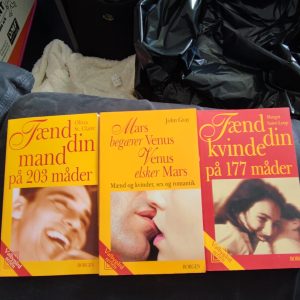 Olivia
St. Claire
Tænd
din
mand
på 203 måder
BORGEN
John Gray
Mars
begærer Venus
Venus
elsker Mars
Mænd og kvinder, sex og romantik
BORGEN
Margot
Saint-Loup
Tænd
din
kvinde
på 177 måder
BORGEN